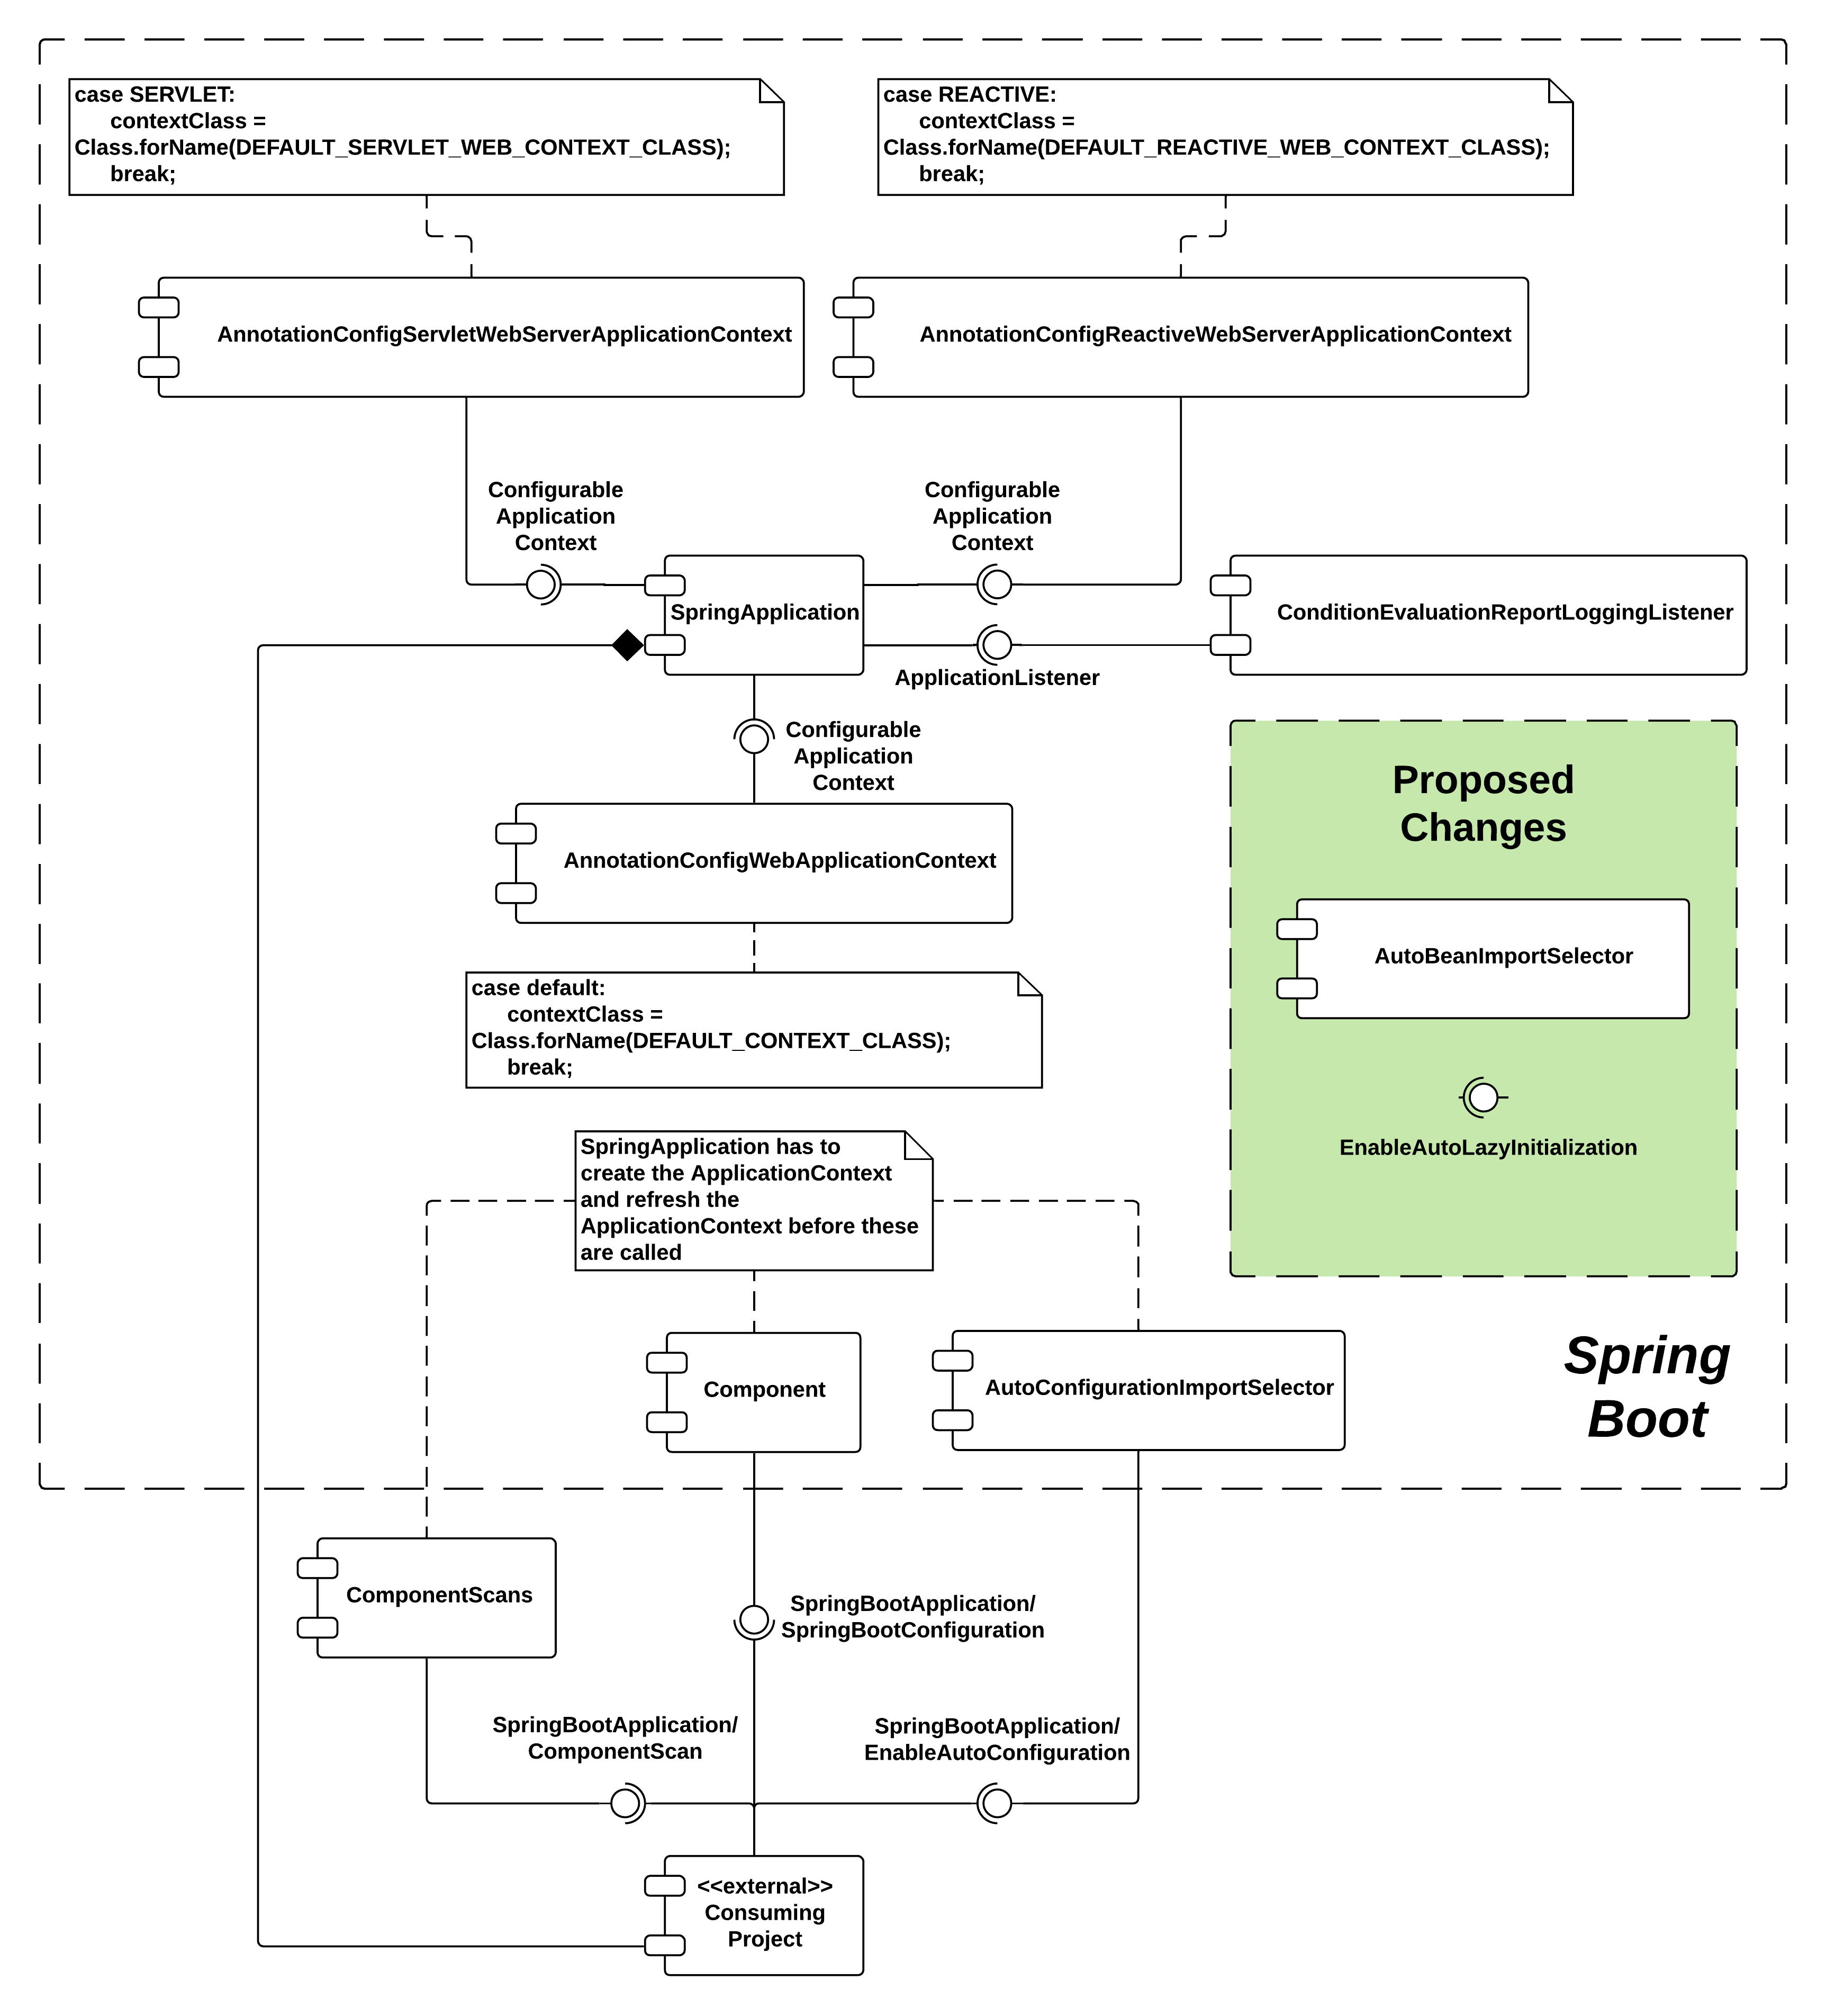 case SERVLET:
contextClass =
Class.forName(DEFAULT_SERVLET_WEB_CONTEXT_CLASS);
break;
case REACTIVE:
contextClass =
Class.forName(DEFAULT_REACTIVE_WEB_CONTEXT_CLASS);
break;
AnnotationConfigServletWebServerApplicationContext
AnnotationConfigReactiveWebServerApplicationContext
Configurable
Application
Context
Configurable
Application
Context
SpringApplication
ConditionEvaluationReportLoggingListener
ApplicationListener
Configurable
Application
Context
Proposed
Changes
AnnotationConfigWebApplicationContext
AutoBeanImportSelector
case default:
contextClass =
Class.forName(DEFAULT_CONTEXT_CLASS);
break;
EnableAutoLazyInitialization
SpringApplication has to
create the ApplicationContext
and refresh the
ApplicationContext before these
are called
Spring
Boot
Component
AutoConfigurationImportSelector
ComponentScans
SpringBootApplication/
SpringBootConfiguration
SpringBootApplication/
ComponentScan
SpringBootApplication/
EnableAutoConfiguration
<<external>>
Consuming
Project